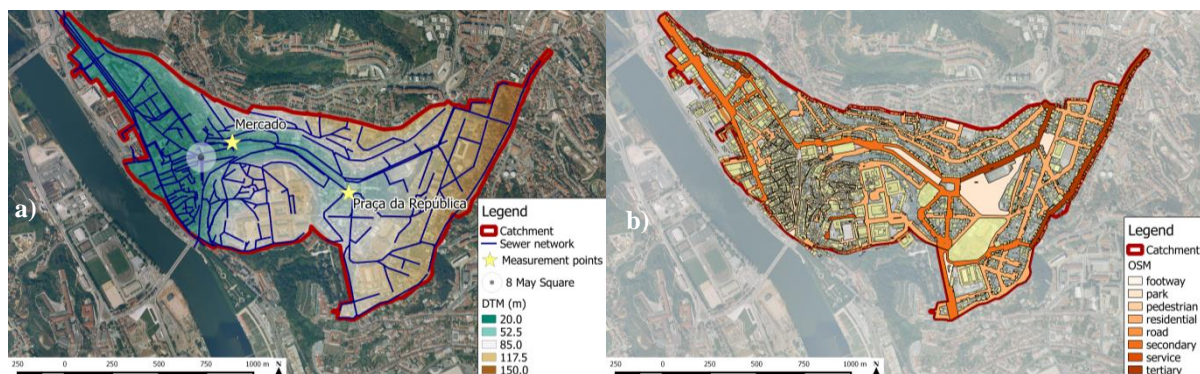 a)
Mercado
Praça da República
Legend
Catchment
Sewer network
Measurement points
8 May Square
DTM (m)
20.0
52.5
85.0
117.5
150.0
250 0 250 500 750 1000 m
N
b)
Legend
Catchment
OSM
footway
park
pedestrian
residential
road
secondary
service
tertiary
250 0 250 500 750 1000 m
N